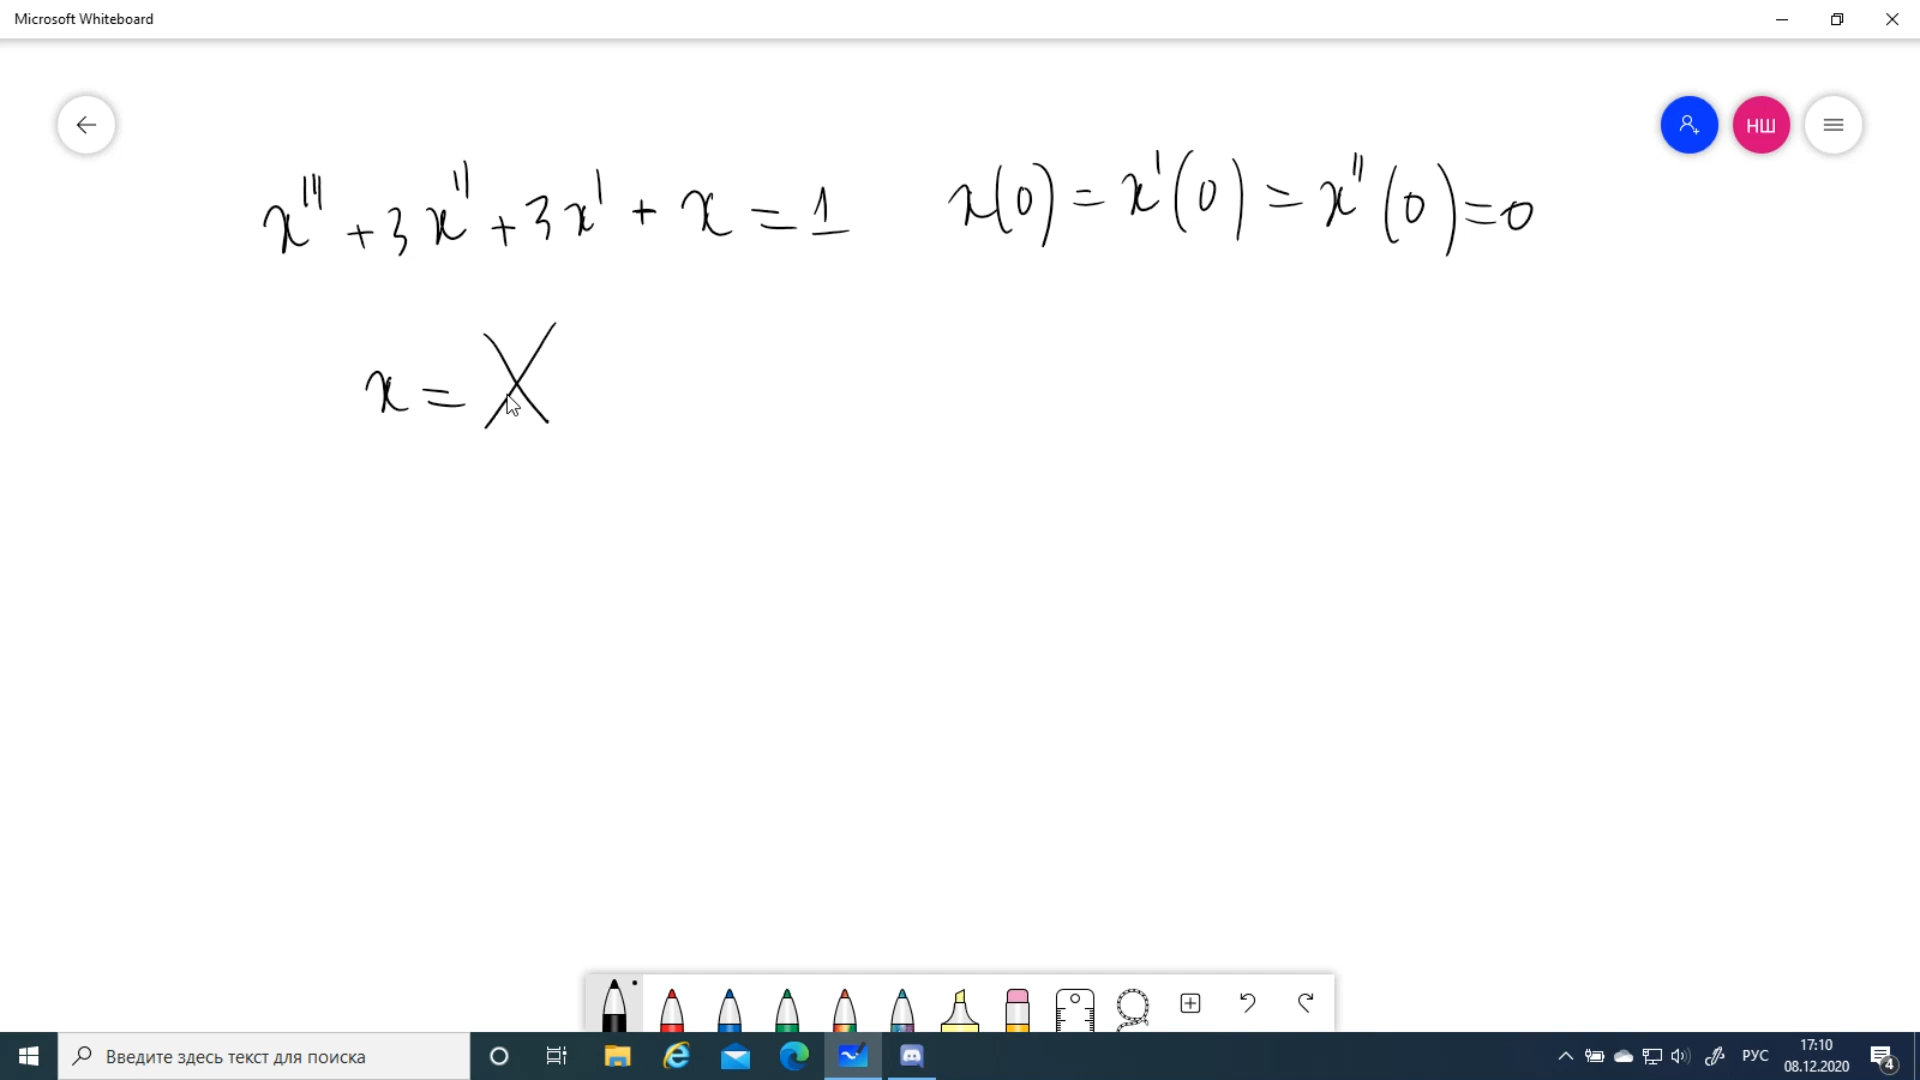 Microsoft Whiteboard
НШ
x''' + 3x'' + 3x' + x = 1
x(0) = x'(0) = x''(0) = 0
x = X
Введите здесь текст для поиска
РУС
17:10
08.12.2020
4